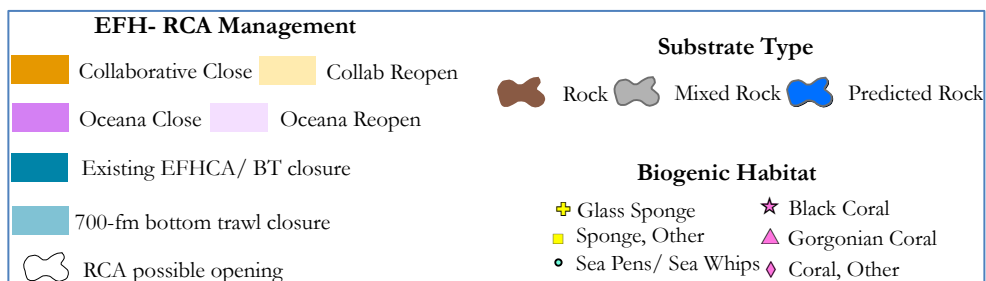 EFH- RCA Management
Collaborative Close
Collab Reopen
Oceana Close
Oceana Reopen
Existing EFHCA/ BT closure
700-fm bottom trawl closure
RCA possible opening
Substrate Type
Rock
Mixed Rock
Predicted Rock
Biogenic Habitat
Glass Sponge
Sponge, Other
Sea Pens/ Sea Whips
Black Coral
Gorgonian Coral
Coral, Other